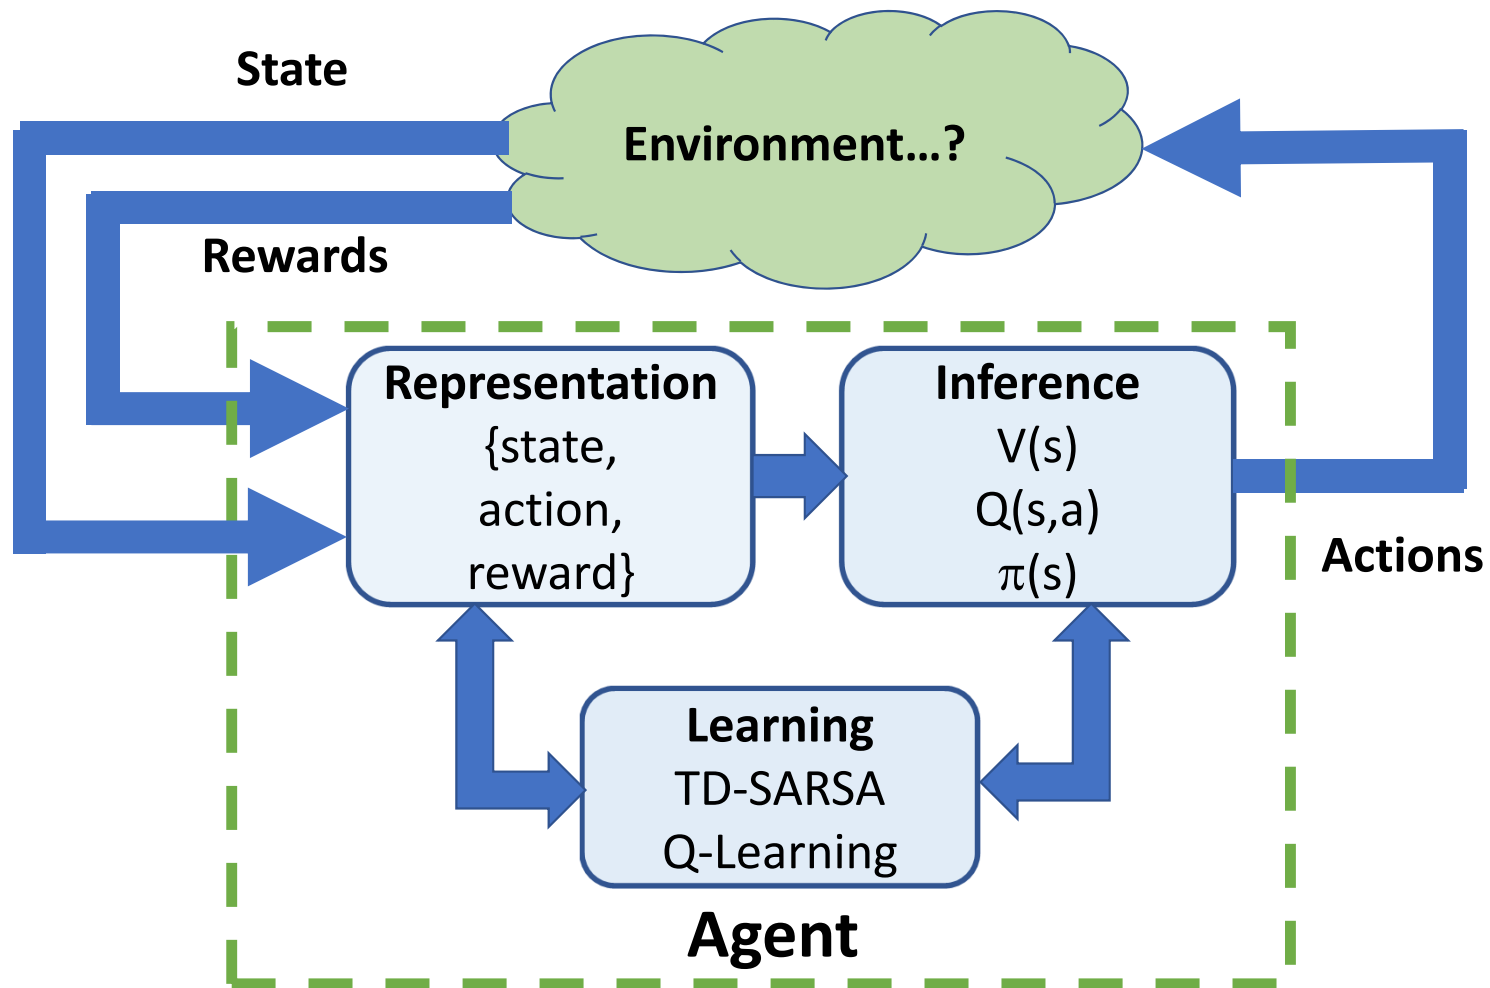 State
Environment...?
Rewards
Representation
{state,
action,
reward}
Inference
V(s)
Q(s,a)
π(s)
Actions
Learning
TD-SARSA
Q-Learning
Agent